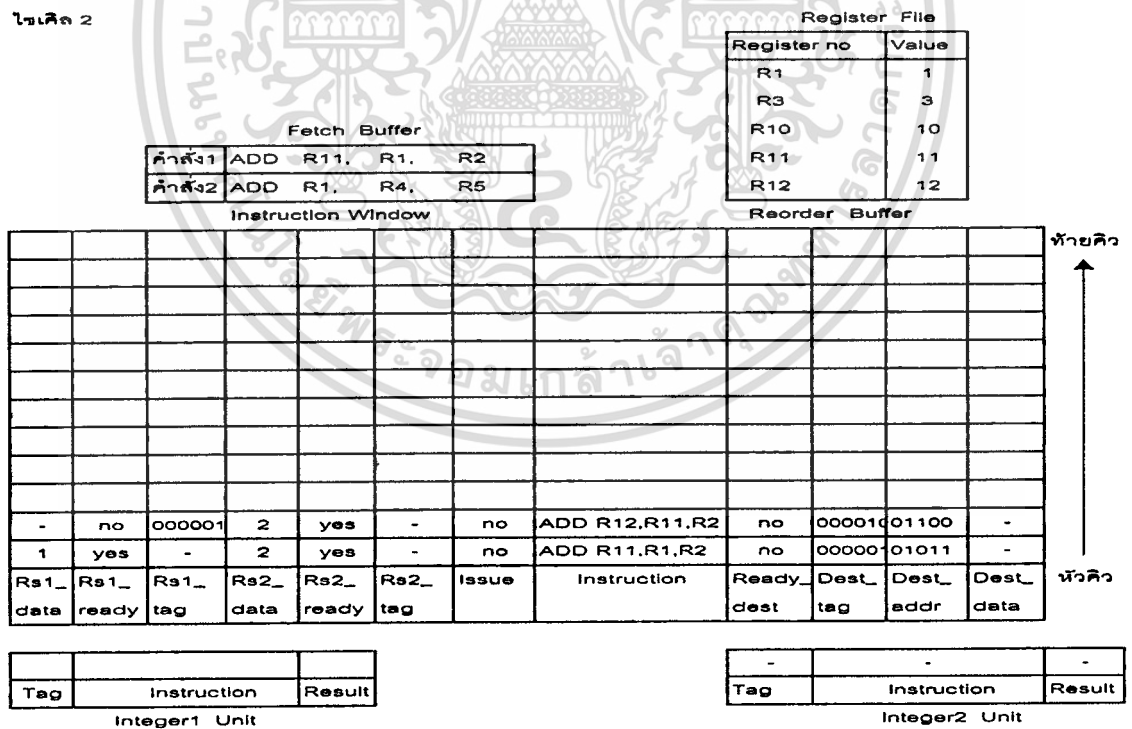 ไซเคิล 2
Register File
Register no Value
R1 1
R3 3
R10 10
R11 11
R12 12
Fetch Buffer
คำสั่ง1 ADD R11, R1, R2
คำสั่ง2 ADD R1, R4, R5
Instruction Window
Reorder Buffer
ท้ายคิว
- no 000001 2 yes - no ADD R12,R11,R2 no 000010 01100 -
1 yes - 2 yes - no ADD R11,R1,R2 no 000001 01011 -
Rs1_ Rs1_ Rs1_ Rs2_ Rs2_ Rs2_ Issue Instruction Ready_ Dest_ Dest_ Dest_ หัวคิว
data ready tag data ready tag dest tag addr data
- - -
Tag Instruction Result Tag Instruction Result
Integer1 Unit Integer2 Unit